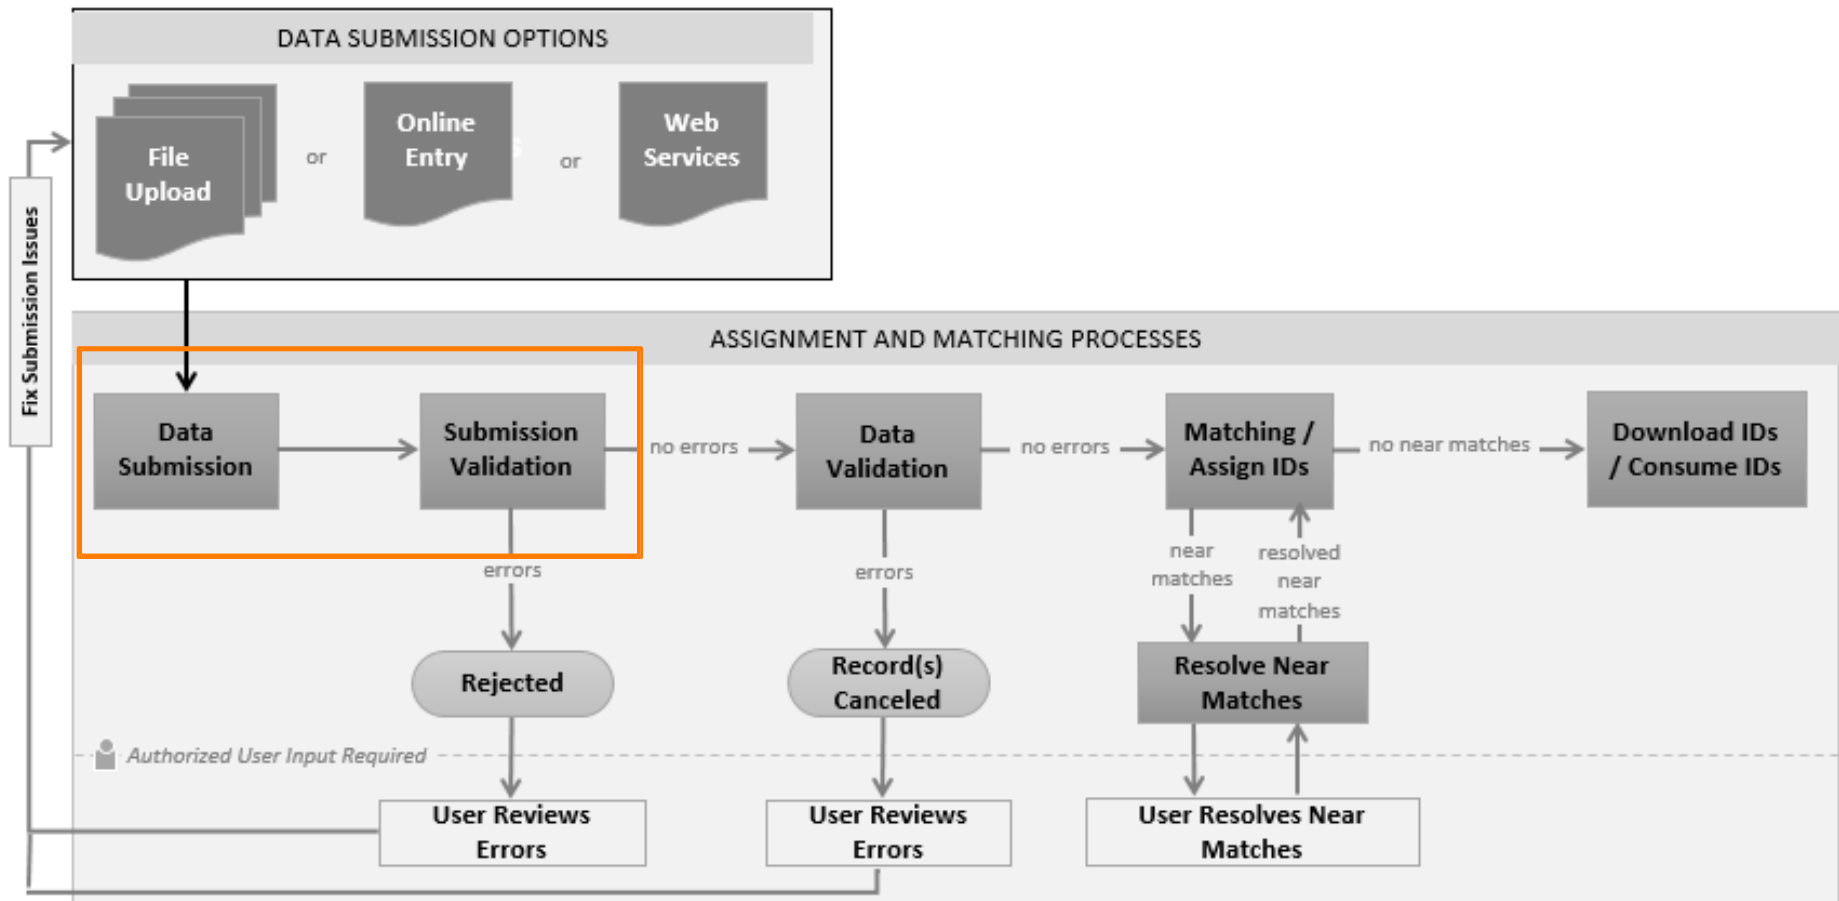 DATA SUBMISSION OPTIONS
File
Upload
or
Online
Entry
s
or
Web
Services
Fix Submission Issues
ASSIGNMENT AND MATCHING PROCESSES
Data
Submission
Submission
Validation
no errors
Data
Validation
no errors
Matching /
Assign IDs
no near matches
Download IDs
/ Consume IDs
errors
errors
near
matches
resolved
near
matches
Rejected
Record(s)
Canceled
Resolve Near
Matches
Authorized User Input Required
User Reviews
Errors
User Reviews
Errors
User Resolves Near
Matches